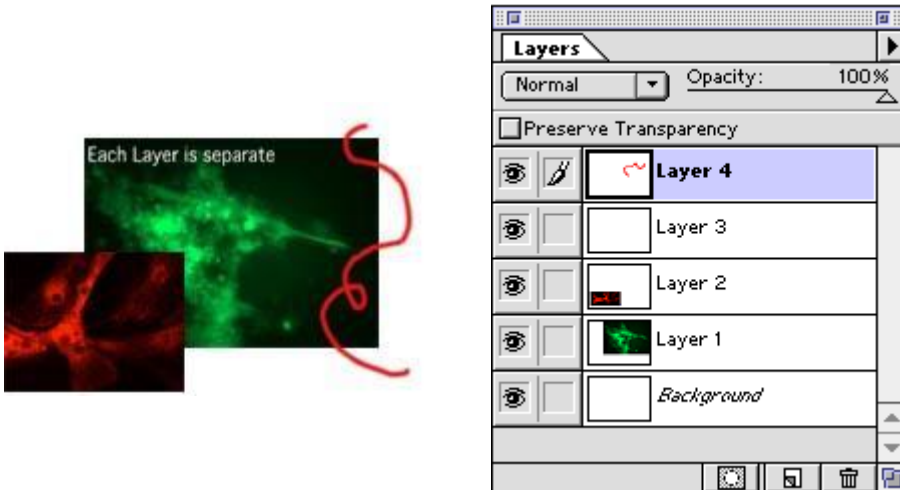 Each Layer is separate
Layers
Normal
Opacity: 100%
Preserve Transparency
Layer 4
Layer 3
Layer 2
Layer 1
Background